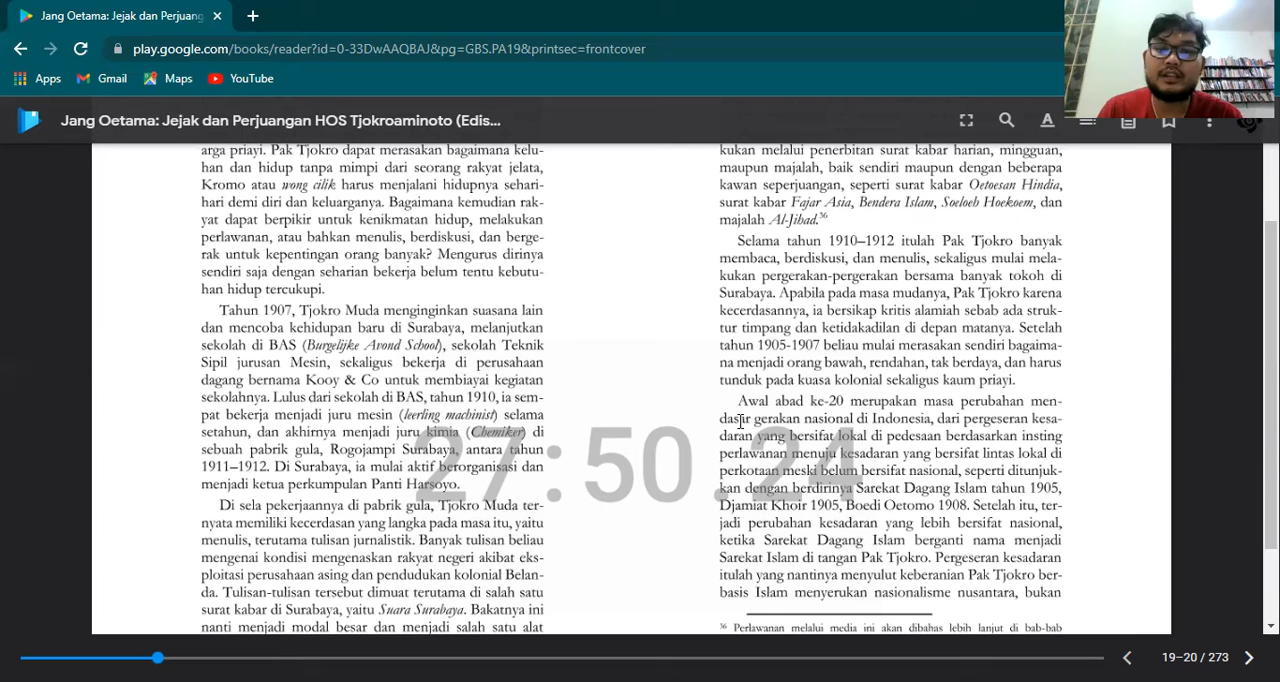 Jang Oetama: Jejak dan Perjuang
play.google.com/books/reader?id=0-33DwAAQBAJ&pg=GBS.PA19&printsec=frontcover
Apps
Gmail
Maps
YouTube
Jang Oetama: Jejak dan Perjuangan HOS Tjokroaminoto (Edis...
arga priayi. Pak Tjokro dapat merasakan bagaimana kelu-
han dan hidup tanpa mimpi dari seorang rakyat jelata,
Kromo atau wong cilik harus menjalani hidupnya sehari-
hari demi diri dan keluarganya. Bagaimana kemudian rak-
yat dapat berpikir untuk kenikmatan hidup, melakukan
perlawanan, atau bahkan menulis, berdiskusi, dan berge-
rak untuk kepentingan orang banyak? Mengurus dirinya
sendiri saja dengan seharian bekerja belum tentu kebutu-
han hidup tercukupi.
Tahun 1907, Tjokro Muda menginginkan suasana lain
dan mencoba kehidupan baru di Surabaya, melanjutkan
sekolah di BAS (Burgelijke Avond School), sekolah Teknik
Sipil jurusan Mesin, sekaligus bekerja di perusahaan
dagang bernama Kooy & Co untuk membiayai kegiatan
sekolahnya. Lulus dari sekolah di BAS, tahun 1910, ia sem-
pat bekerja menjadi juru mesin (leerling machinist) selama
setahun, dan akhirnya menjadi juru kimia (Chemiker) di
sebuah pabrik gula, Rogojampi Surabaya, antara tahun
1911–1912. Di Surabaya, ia mulai aktif berorganisasi dan
menjadi ketua perkumpulan Panti Harsoyo.
Di sela pekerjaannya di pabrik gula, Tjokro Muda ter-
nyata memiliki kecerdasan yang langka pada masa itu, yaitu
menulis, terutama tulisan jurnalistik. Banyak tulisan beliau
mengenai kondisi mengenaskan rakyat negeri akibat eks-
ploitasi perusahaan asing dan pendudukan kolonial Belan-
da. Tulisan-tulisan tersebut dimuat terutama di salah satu
surat kabar di Surabaya, yaitu Suara Surabaya. Bakatnya ini
nanti menjadi modal besar dan menjadi salah satu alat
kukan melalui penerbitan surat kabar harian, mingguan,
maupun majalah, baik sendiri maupun dengan beberapa
kawan seperjuangan, seperti surat kabar Oetoesan Hindia,
surat kabar Fajar Asia, Bendera Islam, Soeloeh Hoekoem, dan
majalah Al-Jihad.36
Selama tahun 1910–1912 itulah Pak Tjokro banyak
membaca, berdiskusi, dan menulis, sekaligus mulai mela-
kukan pergerakan-pergerakan bersama banyak tokoh di
Surabaya. Apabila pada masa mudanya, Pak Tjokro karena
kecerdasannya, ia bersikap kritis alamiah sebab ada struk-
tur timpang dan ketidakadilan di depan matanya. Setelah
tahun 1905-1907 beliau mulai merasakan sendiri bagaima-
na menjadi orang bawah, rendahan, tak berdaya, dan harus
tunduk pada kuasa kolonial sekaligus kaum priayi.
Awal abad ke-20 merupakan masa perubahan men-
dasar gerakan nasional di Indonesia, dari pergeseran kesa-
daran yang bersifat lokal di pedesaan berdasarkan insting
perlawanan menuju kesadaran yang bersifat lintas lokal di
perkotaan meski belum bersifat nasional, seperti ditunjuk-
kan dengan berdirinya Sarekat Dagang Islam tahun 1905,
Djamiat Khoir 1905, Boedi Oetomo 1908. Setelah itu, ter-
jadi perubahan kesadaran yang lebih bersifat nasional,
ketika Sarekat Dagang Islam berganti nama menjadi
Sarekat Islam di tangan Pak Tjokro. Pergeseran kesadaran
itulah yang nantinya menyulut keberanian Pak Tjokro ber-
basis Islam menyerukan nasionalisme nusantara, bukan
36 Perlawanan melalui media ini akan dibahas lebih lanjut di bab-bab
27:50.24
19–20 / 273